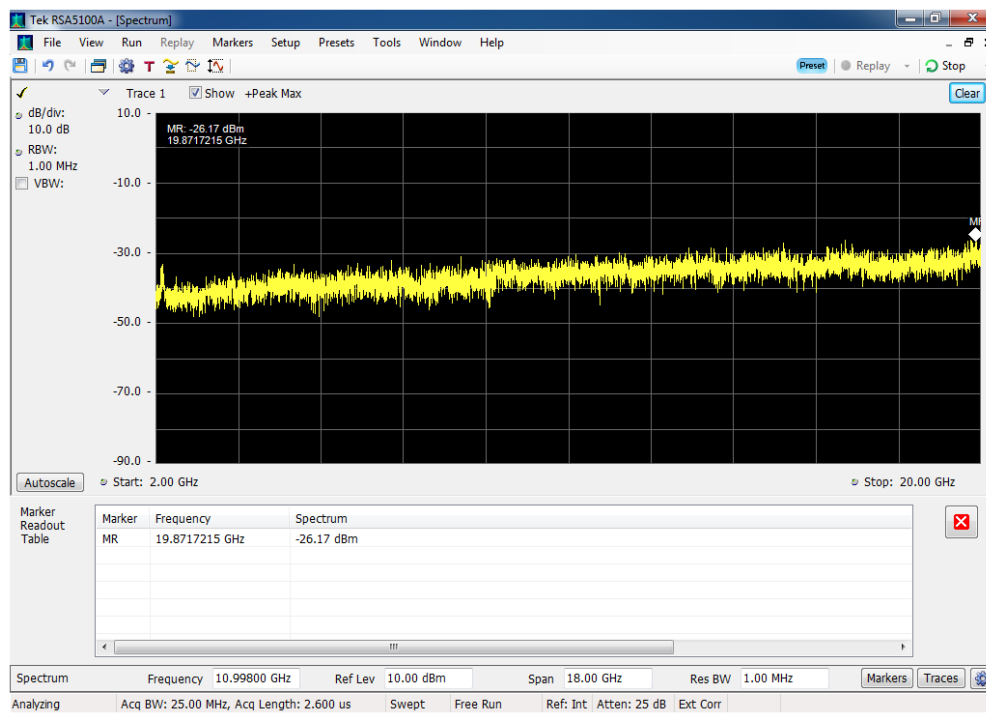 Tek RSA5100A - [Spectrum]
File View Run Replay Markers Setup Presets Tools Window Help
T Preset Replay Stop
Trace 1 Show +Peak Max Clear
dB/div:
10.0 dB
RBW:
1.00 MHz
VBW:
10.0
-10.0
-30.0
-50.0
-70.0
-90.0
MR: -26.17 dBm
19.8717215 GHz
Autoscale Start: 2.00 GHz Stop: 20.00 GHz
Marker
Readout
Table
Marker Frequency Spectrum
MR 19.8717215 GHz -26.17 dBm
Spectrum Frequency 10.99800 GHz Ref Lev 10.00 dBm Span 18.00 GHz Res BW 1.00 MHz Markers Traces
Analyzing Acq BW: 25.00 MHz, Acq Length: 2.600 us Swept Free Run Ref: Int Atten: 25 dB Ext Corr